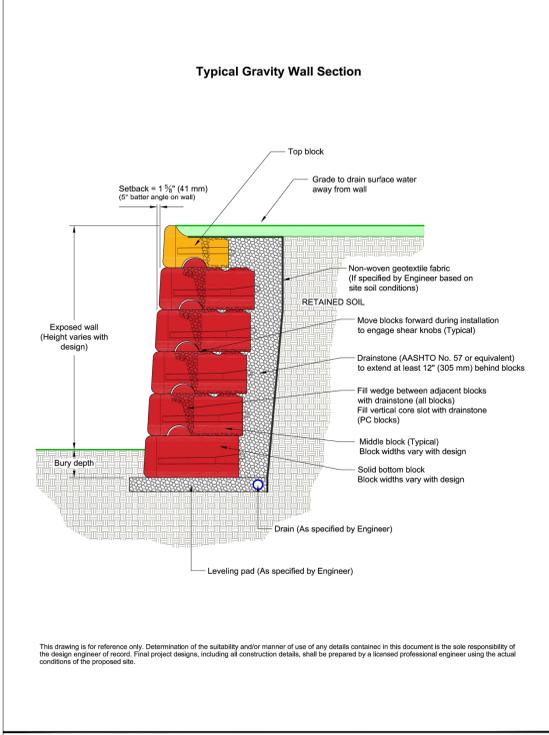 Typical Gravity Wall Section
Top block
Grade to drain surface water
away from wall
Setback = 1 5/8" (41 mm)
(5° batter angle on wall)
Non-woven geotextile fabric
(If specified by Engineer based on
site soil conditions)
RETAINED SOIL
Move blocks forward during installation
to engage shear knobs (Typical)
Exposed wall
(Height varies with
design)
Drainstone (AASHTO No. 57 or equivalent)
to extend at least 12" (305 mm) behind blocks
Fill wedge between adjacent blocks
with drainstone (all blocks)
Fill vertical core slot with drainstone
(PC blocks)
Middle block (Typical)
Block widths vary with design
Bury depth
Solid bottom block
Block widths vary with design
Drain (As specified by Engineer)
Leveling pad (As specified by Engineer)
This drawing is for reference only. Determination of the suitability and/or manner of use of any details contained in this document is the sole responsibility of
the design engineer of record. Final project designs, including all construction details, shall be prepared by a licensed professional engineer using the actual
conditions of the proposed site.